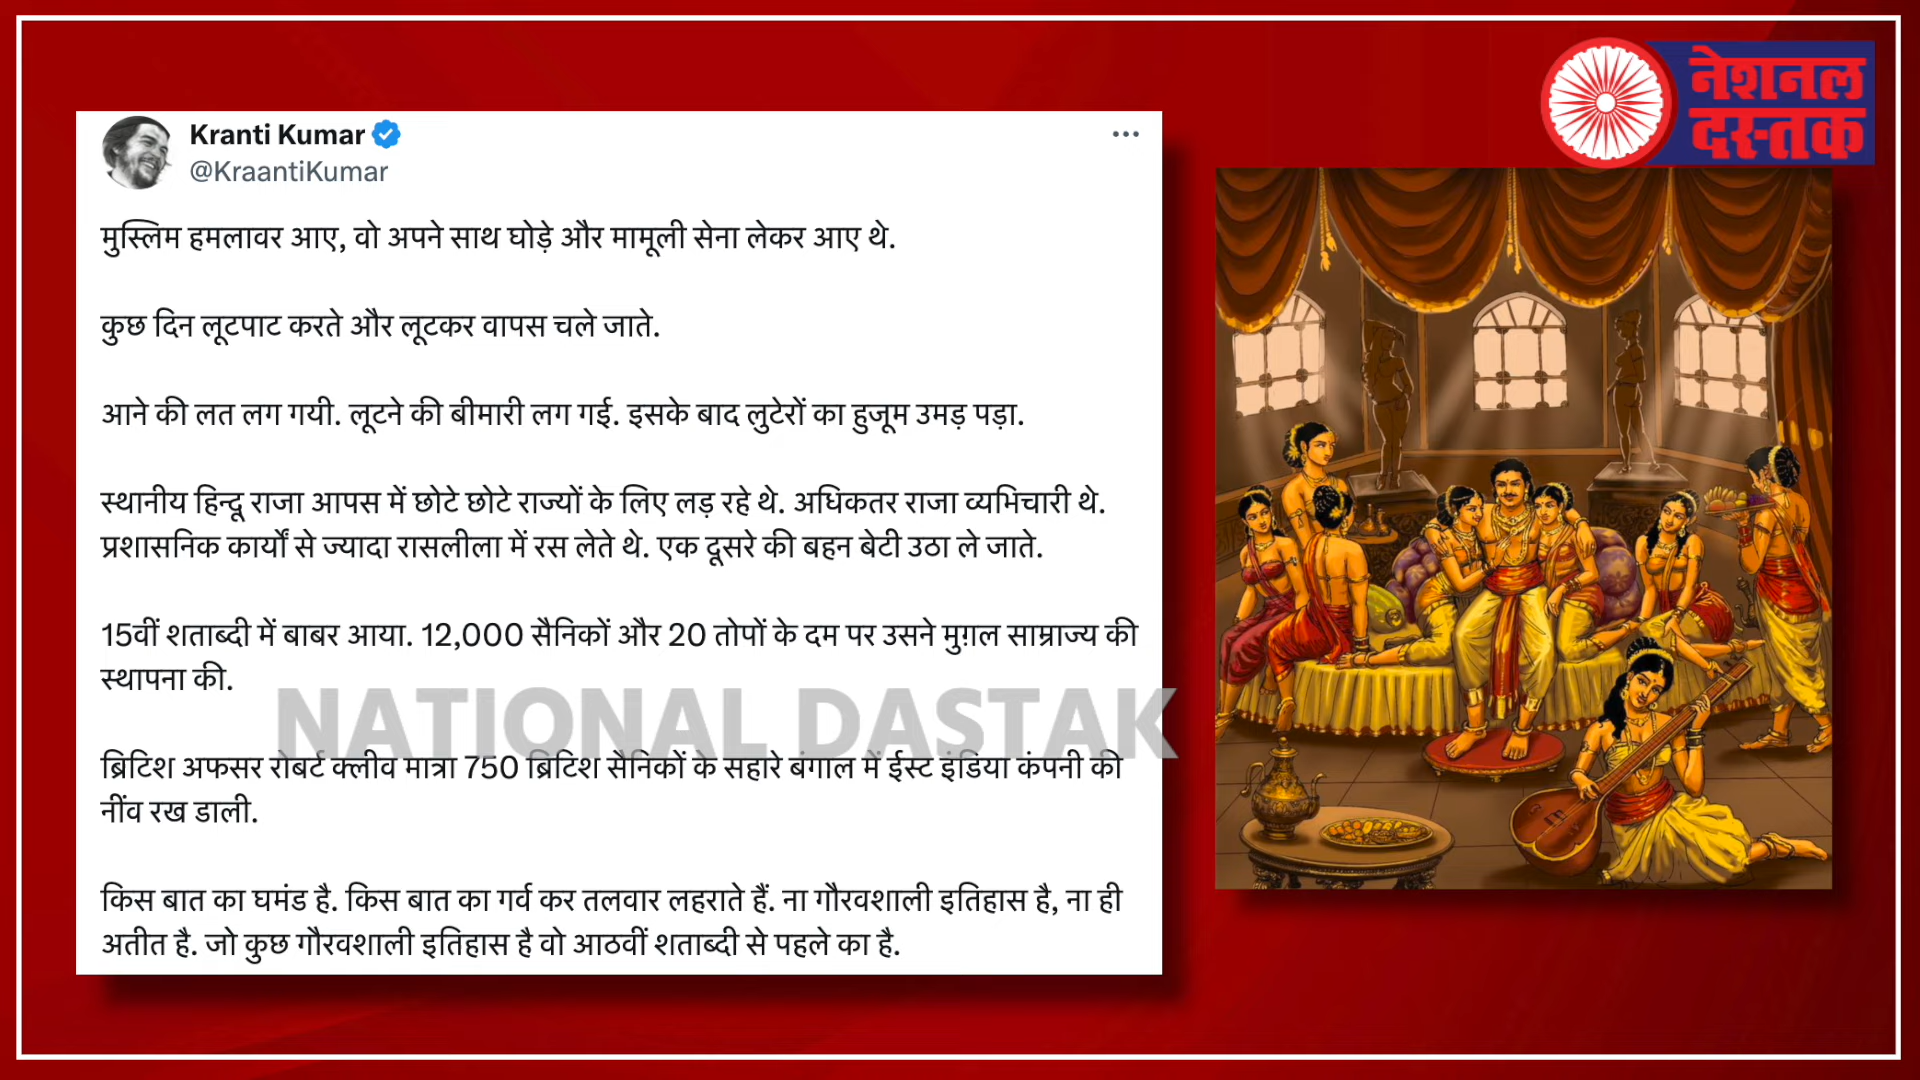 नेशनल
दस्तक
Kranti Kumar
@KraantiKumar
मुस्लिम हमलावर आए, वो अपने साथ घोड़े और मामूली सेना लेकर आए थे.
कुछ दिन लूटपाट करते और लूटकर वापस चले जाते.
आने की लत लग गयी. लूटने की बीमारी लग गई. इसके बाद लुटेरों का हुजूम उमड़ पड़ा.
स्थानीय हिन्दू राजा आपस में छोटे छोटे राज्यों के लिए लड़ रहे थे. अधिकतर राजा व्यभिचारी थे.
प्रशासनिक कार्यों से ज्यादा रासलीला में रस लेते थे. एक दूसरे की बहन बेटी उठा ले जाते.
15वीं शताब्दी में बाबर आया. 12,000 सैनिकों और 20 तोपों के दम पर उसने मुग़ल साम्राज्य की
स्थापना की.
NATIONAL DASTAK
ब्रिटिश अफसर रोबर्ट क्लीव मात्रा 750 ब्रिटिश सैनिकों के सहारे बंगाल में ईस्ट इंडिया कंपनी की
नींव रख डाली.
किस बात का घमंड है. किस बात का गर्व कर तलवार लहराते हैं. ना गौरवशाली इतिहास है, ना ही
अतीत है. जो कुछ गौरवशाली इतिहास है वो आठवीं शताब्दी से पहले का है.